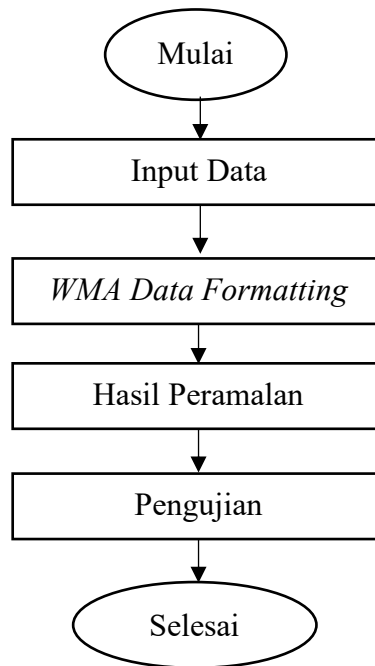 Mulai
Input Data
WMA Data Formatting
Hasil Peramalan
Pengujian
Selesai